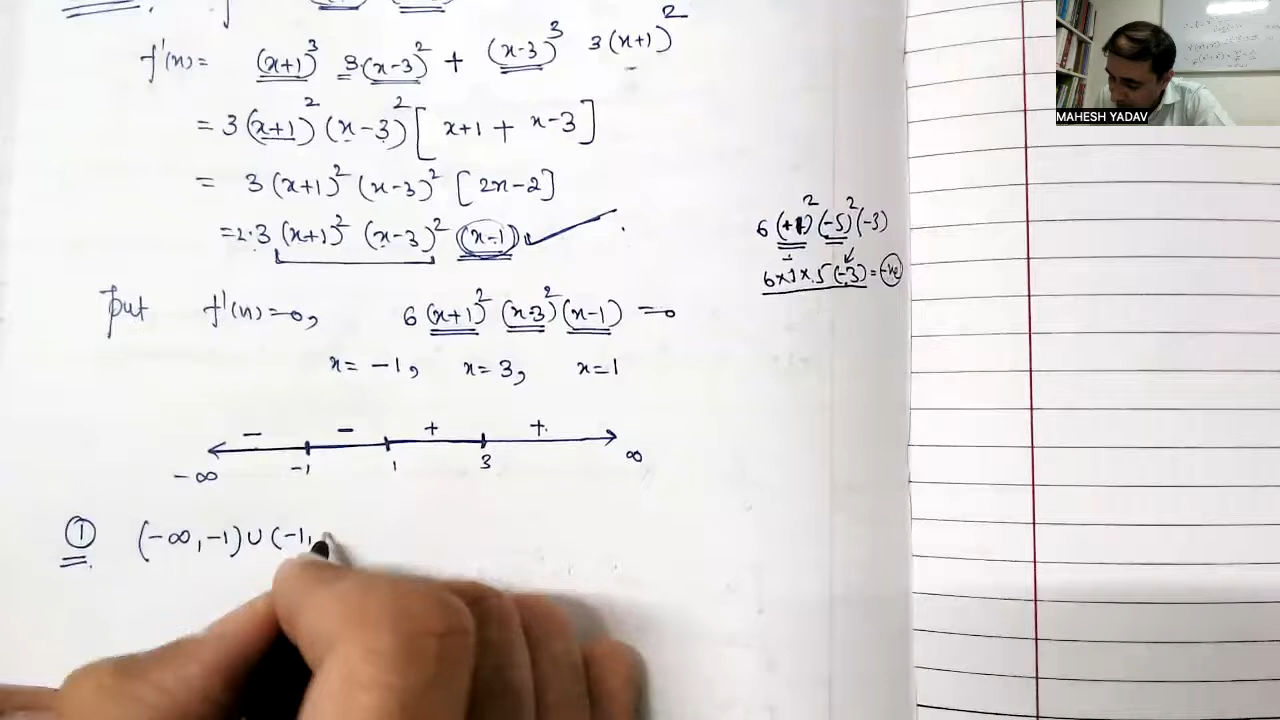 f'(x) = (x+1)^3 3(x-3)^2 + (x-3)^3 3(x+1)^2
= 3(x+1)^2 (x-3)^2 [x+1 + x-3]
= 3(x+1)^2 (x-3)^2 [2x-2]
= 2·3(x+1)^2 (x-3)^2 (x-1)
put f'(x)=0, 6(x+1)^2 (x-3)^2 (x-1) = 0
x = -1, x=3, x=1
- - + +
-∞ -1 1 3 ∞
① (-∞, -1) ∪ (-1,
6(+1)^2 (-5)^2 (-3)
6×1×5(-3) = -ve
MAHESH YADAV